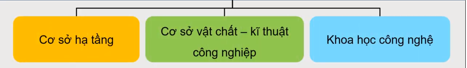 Cơ sở hạ tầng
Cơ sở vật chất – kĩ thuật
công nghiệp
Khoa học công nghệ